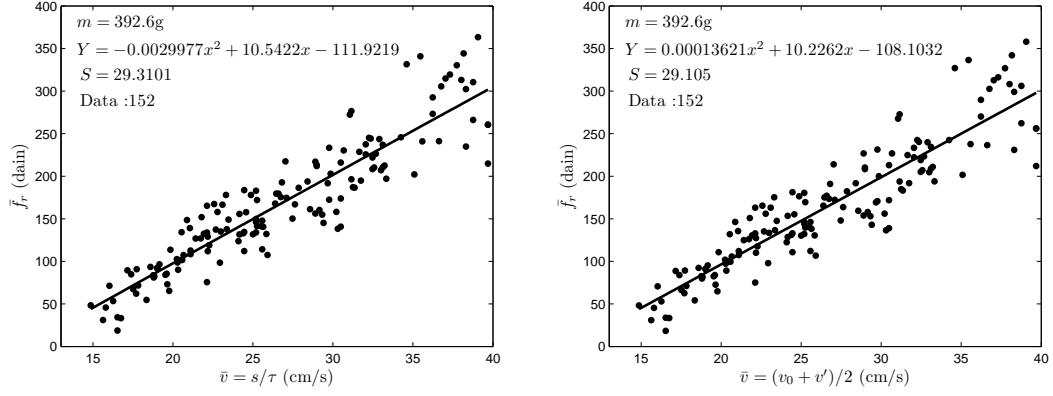 m = 392.6g
Y = −0.0029977x² + 10.5422x − 111.9219
S = 29.3101
Data :152
400
350
300
250
200
150
100
50
0
f̄r (dain)
15 20 25 30 35 40
v̄ = s/τ (cm/s)
m = 392.6g
Y = 0.00013621x² + 10.2262x − 108.1032
S = 29.105
Data :152
400
350
300
250
200
150
100
50
0
f̄r (dain)
15 20 25 30 35 40
v̄ = (v₀ + v′)/2 (cm/s)